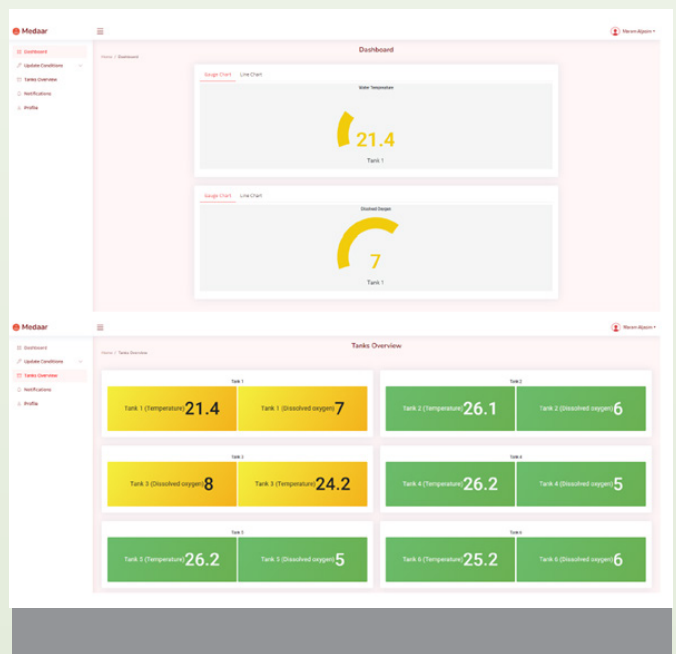 Medaar
Dashboard
Update Conditions
Tanks Overview
Notifications
Profile
Dashboard
Home / Dashboard
Gauge Chart Line Chart
Water Temperature
21.4
Tank 1
Gauge Chart Line Chart
Dissolved Oxygen
7
Tank 1
Medaar
Dashboard
Update Conditions
Tanks Overview
Notifications
Profile
Tanks Overview
Home / Tanks Overview
Tank 1
Tank 1 (Temperature) 21.4
Tank 1 (Dissolved oxygen) 7
Tank 2
Tank 2 (Temperature) 26.1
Tank 2 (Dissolved oxygen) 6
Tank 3
Tank 3 (Dissolved oxygen) 8
Tank 3 (Temperature) 24.2
Tank 4
Tank 4 (Temperature) 26.2
Tank 4 (Dissolved oxygen) 5
Tank 5
Tank 5 (Temperature) 26.2
Tank 5 (Dissolved oxygen) 5
Tank 6
Tank 6 (Temperature) 25.2
Tank 6 (Dissolved oxygen) 6